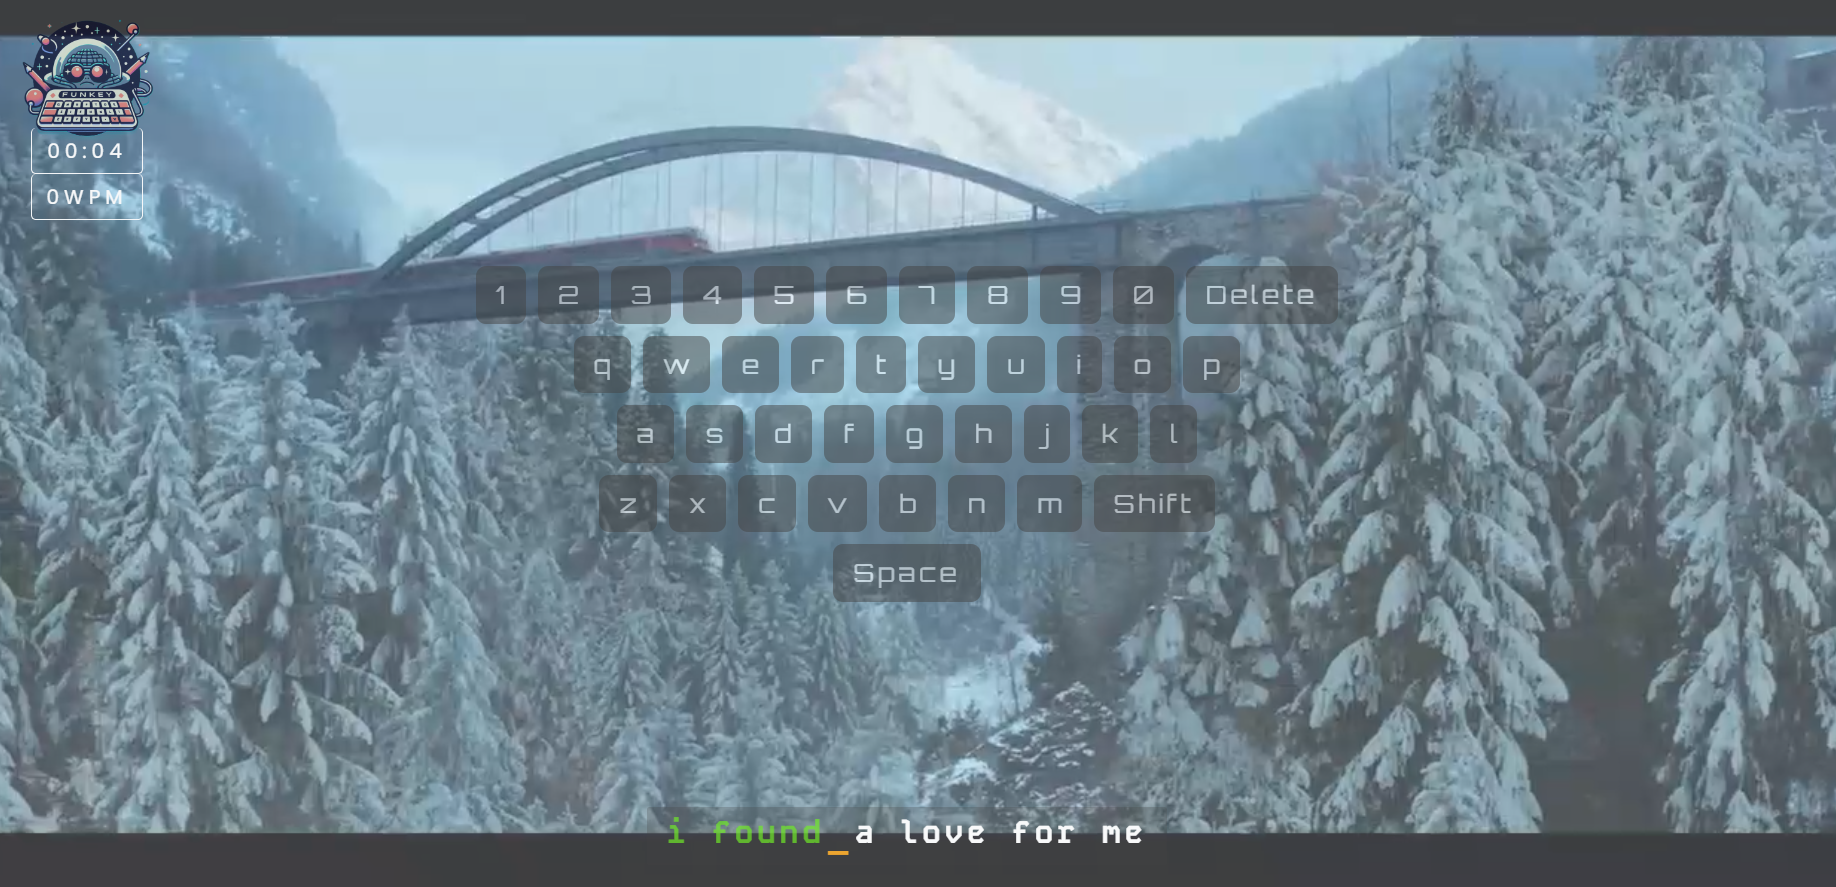 FUNKEY
00:04
0WPM
1 2 3 4 5 6 7 8 9 0 Delete
q w e r t y u i o p
a s d f g h j k l
z x c v b n m Shift
Space
i found_a love for me